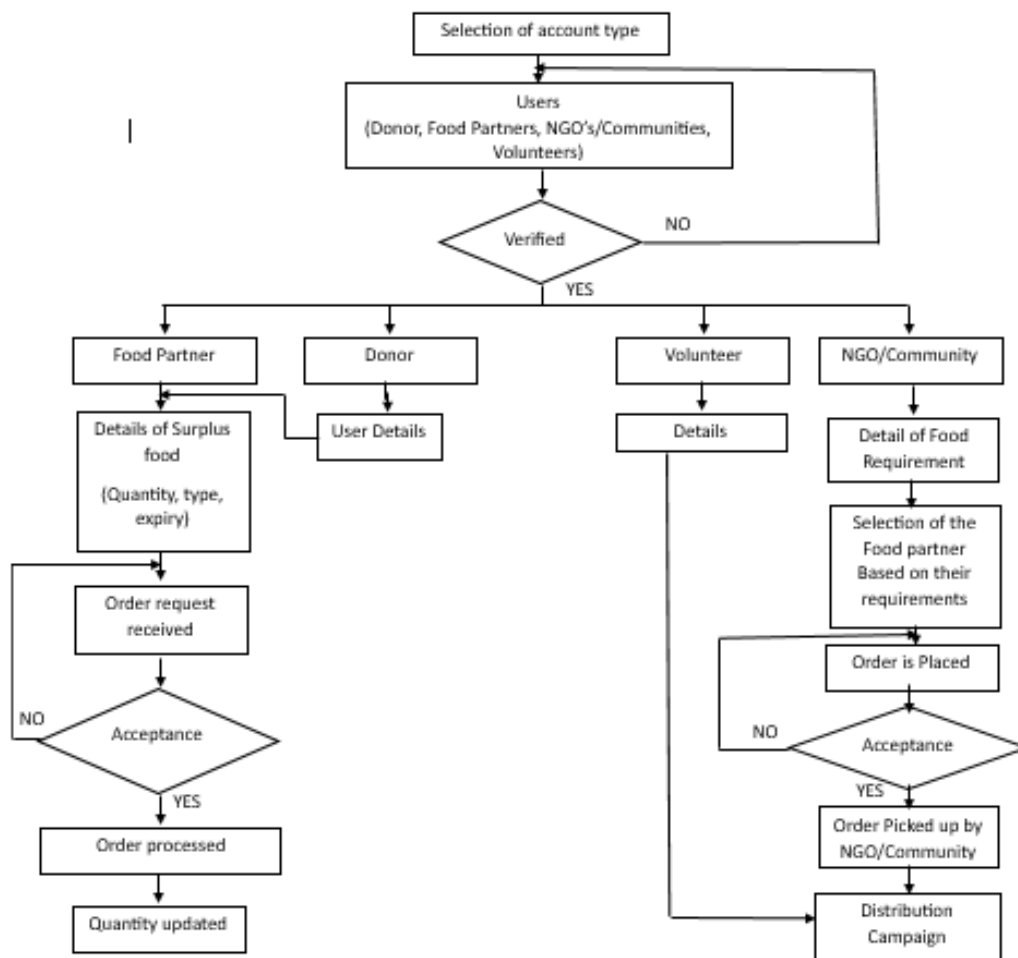 Selection of account type
Users
(Donor, Food Partners, NGO's/Communities,
Volunteers)
Verified
NO
YES
Food Partner
Donor
Volunteer
NGO/Community
Details of Surplus
food
(Quantity, type,
expiry)
User Details
Details
Detail of Food
Requirement
Selection of the
Food partner
Based on their
requirements
Order request
received
Order is Placed
NO
Acceptance
YES
NO
Acceptance
YES
Order processed
Order Picked up by
NGO/Community
Quantity updated
Distribution
Campaign